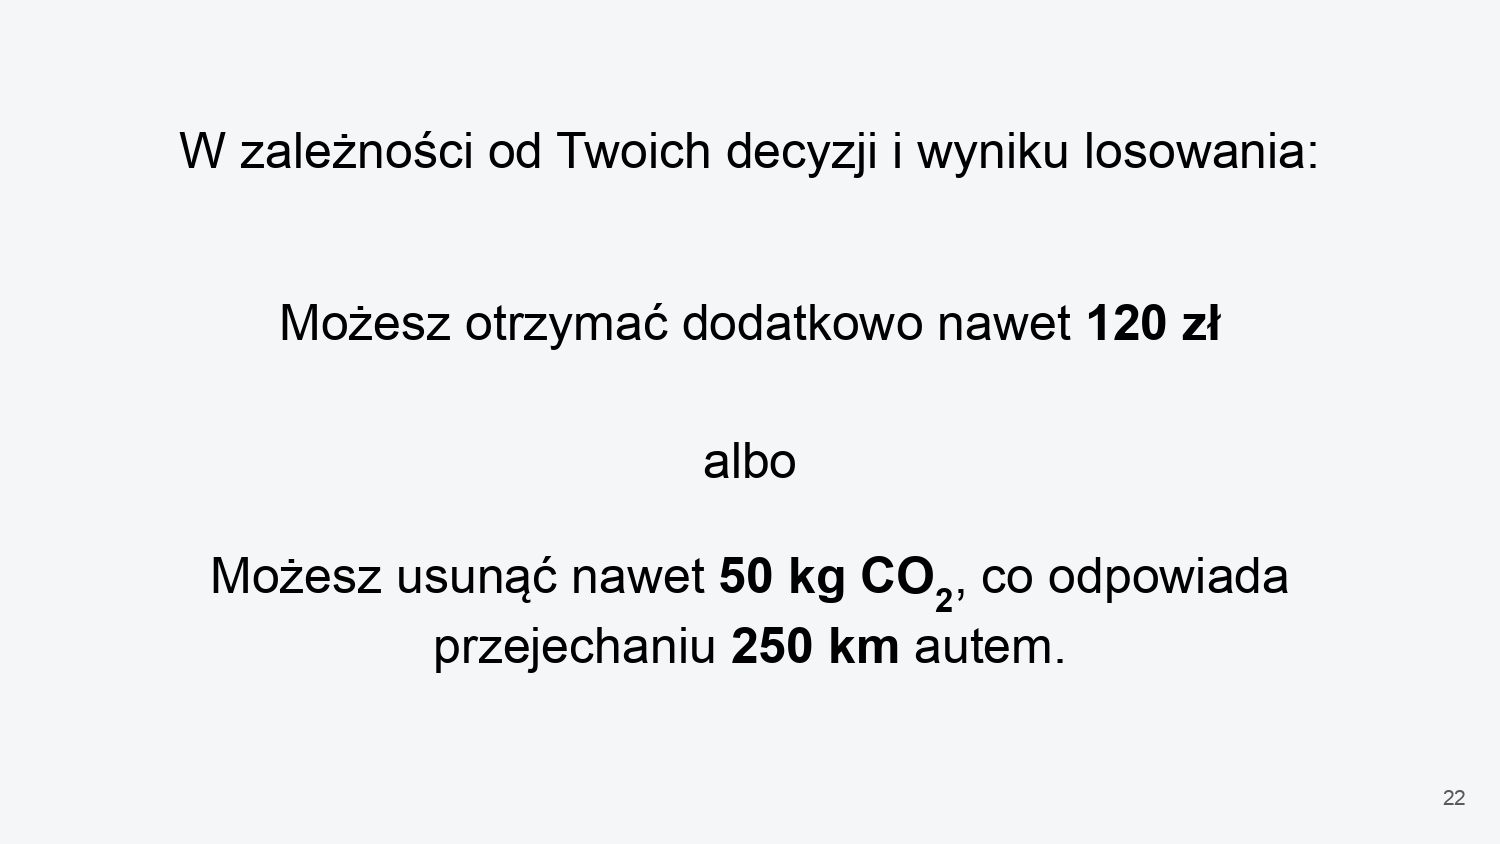 W zależności od Twoich decyzji i wyniku losowania:
Możesz otrzymać dodatkowo nawet 120 zł
albo
Możesz usunąć nawet 50 kg CO₂, co odpowiada
przejechaniu 250 km autem.
22